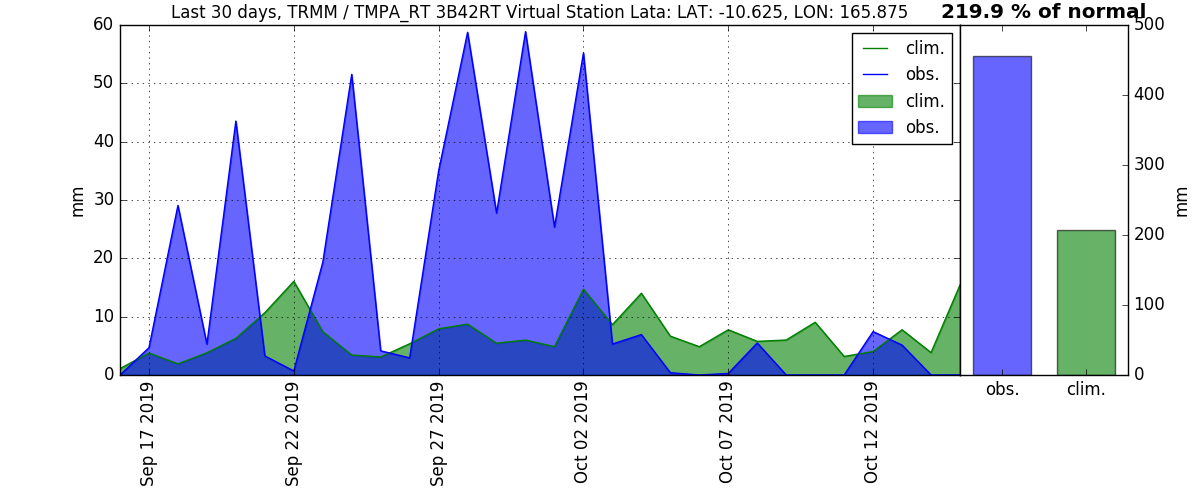 Last 30 days, TRMM / TMPA_RT 3B42RT Virtual Station Lata: LAT: -10.625, LON: 165.875
219.9 % of normal
60
50
40
30
20
10
0
mm
clim.
obs.
clim.
obs.
500
400
300
200
100
0
mm
Sep 17 2019
Sep 22 2019
Sep 27 2019
Oct 02 2019
Oct 07 2019
Oct 12 2019
obs.
clim.